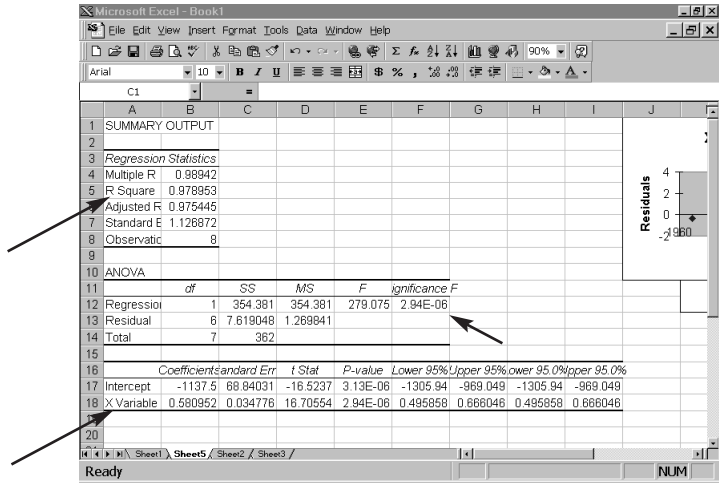 Microsoft Excel - Book1
File Edit View Insert Format Tools Data Window Help
90%
Arial 10 B I U $ % ,
C1 =
A B C D E F G H I J
1 SUMMARY OUTPUT
2
3 Regression Statistics
4 Multiple R 0.98942
5 R Square 0.978953
Adjusted R 0.975445
7 Standard E 1.126872
8 Observatic 8
9
10 ANOVA
11 df SS MS F ignificance F
12 Regression 1 354.381 354.381 279.075 2.94E-06
13 Residual 6 7.619048 1.269841
14 Total 7 362
15
16 Coefficients andard Err t Stat P-value Lower 95% Upper 95% ower 95.0% pper 95.0%
17 Intercept -1137.5 68.84031 -16.5237 3.13E-06 -1305.94 -969.049 -1305.94 -969.049
18 X Variable 0.580952 0.034776 16.70554 2.94E-06 0.495858 0.666046 0.495858 0.666046
20
Residuals
4
2
0
-2
1960
Sheet1 Sheet5 Sheet2 Sheet3
Ready NUM